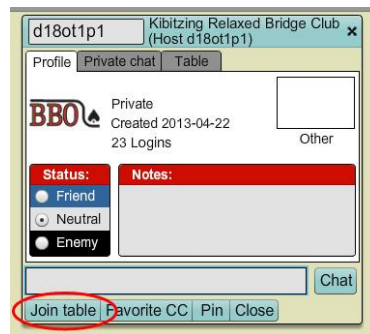 d18ot1p1
Kibitzing Relaxed Bridge Club
(Host d18ot1p1)
×
Profile Private chat Table
BBO
Private
Created 2013-04-22
23 Logins
Other
Status:
Friend
Neutral
Enemy
Notes:
Chat
Join table Favorite CC Pin Close